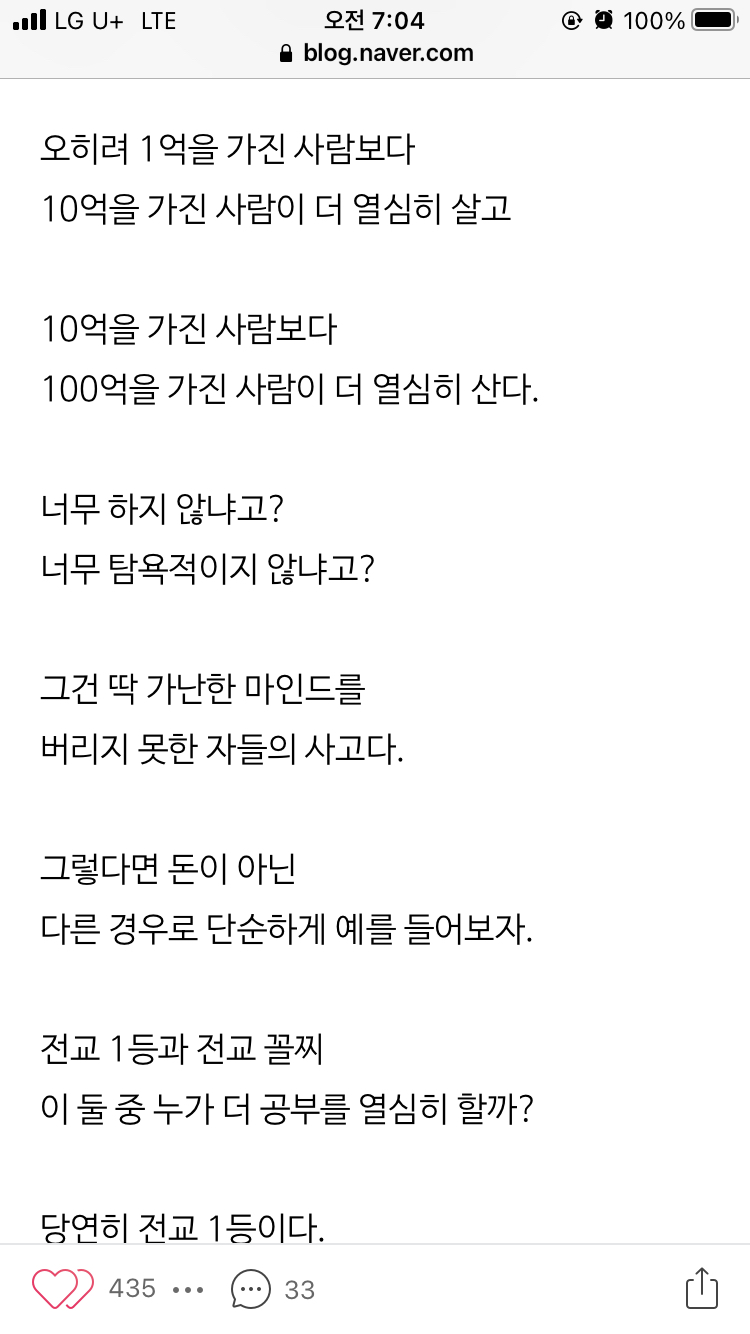 LG U+ LTE 오전 7:04 100%
blog.naver.com
오히려 1억을 가진 사람보다
10억을 가진 사람이 더 열심히 살고
10억을 가진 사람보다
100억을 가진 사람이 더 열심히 산다.
너무 하지 않냐고?
너무 탐욕적이지 않냐고?
그건 딱 가난한 마인드를
버리지 못한 자들의 사고다.
그렇다면 돈이 아닌
다른 경우로 단순하게 예를 들어보자.
전교 1등과 전교 꼴찌
이 둘 중 누가 더 공부를 열심히 할까?
당연히 전교 1등이다.
435 ••• 33